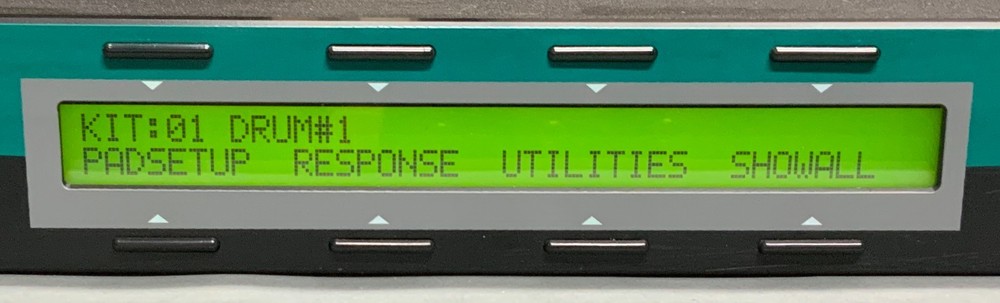 KIT:01 DRUM#1
PADSETUP RESPONSE UTILITIES SHOWALL